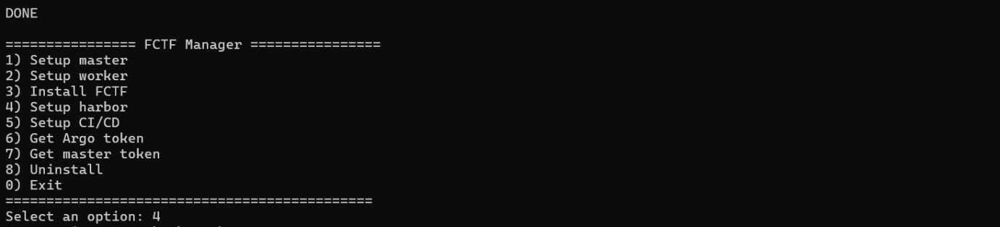 DONE
================ FCTF Manager ================
1) Setup master
2) Setup worker
3) Install FCTF
4) Setup harbor
5) Setup CI/CD
6) Get Argo token
7) Get master token
8) Uninstall
0) Exit
=============================================
Select an option: 4